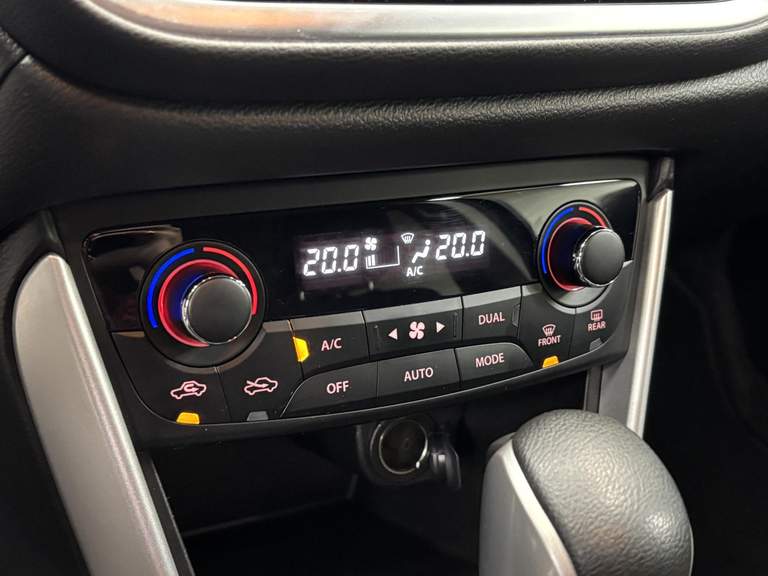 20.0 20.0
A/C
A/C
DUAL
FRONT
REAR
OFF
AUTO
MODE